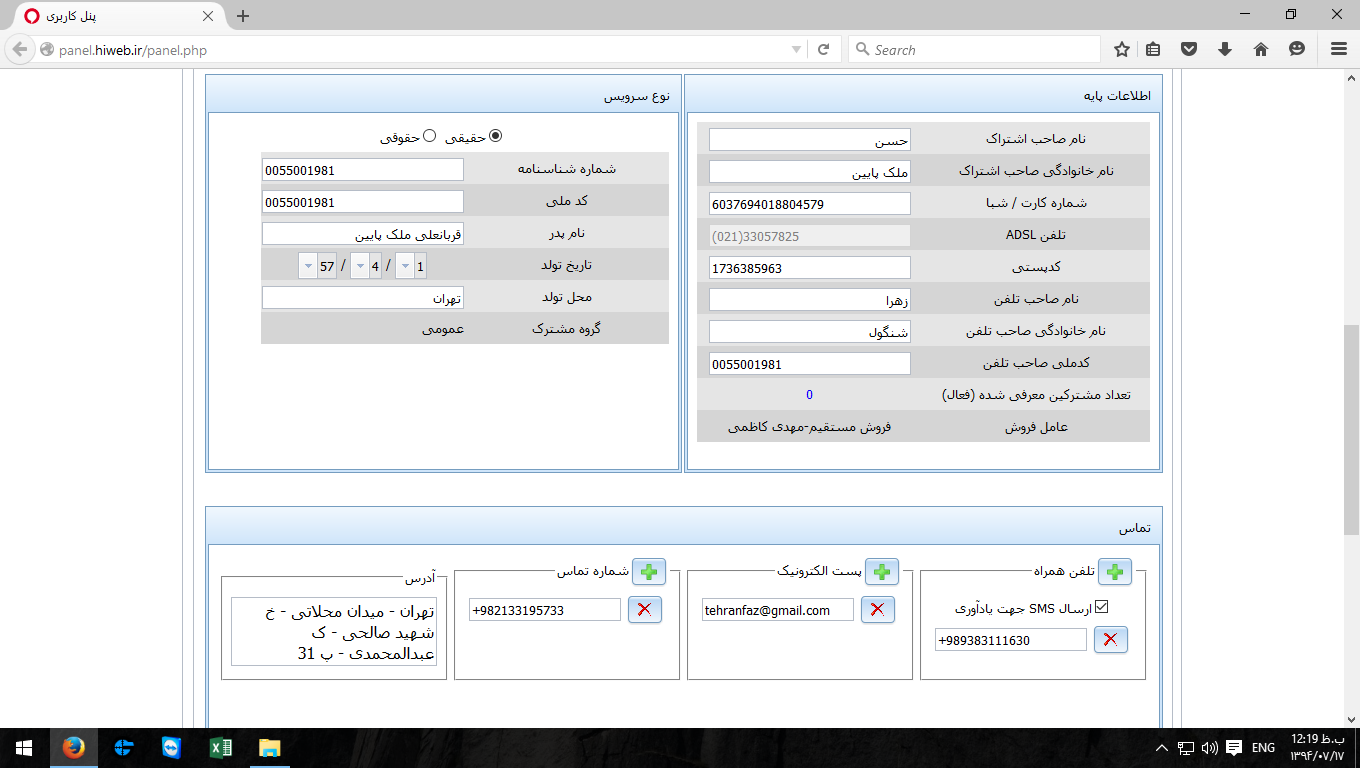 پنل کاربری
panel.hiweb.ir/panel.php
Search
اطلاعات پایه
نام صاحب اشتراک حسن
نام خانوادگی صاحب اشتراک ملک پایین
شماره کارت / شبا 6037694018804579
تلفن ADSL (021)33057825
کدپستی 1736385963
نام صاحب تلفن زهرا
نام خانوادگی صاحب تلفن شنگول
کدملی صاحب تلفن 0055001981
تعداد مشترکین معرفی شده (فعال) 0
عامل فروش فروش مستقیم-مهدی کاظمی
نوع سرویس
حقیقی حقوقی
شماره شناسنامه 0055001981
کد ملی 0055001981
نام پدر قربانعلی ملک پایین
تاریخ تولد 1 / 4 / 57
محل تولد تهران
گروه مشترک عمومی
تماس
تلفن همراه
ارسال SMS جهت یادآوری
+989383111630
پست الکترونیک
tehranfaz@gmail.com
شماره تماس
+982133195733
آدرس
تهران - میدان محلاتی - خ
شهید صالحی - ک
عبدالمحمدی - پ 31
ENG
12:19 ب.ظ
۱۳۹۴/۰۷/۱۷